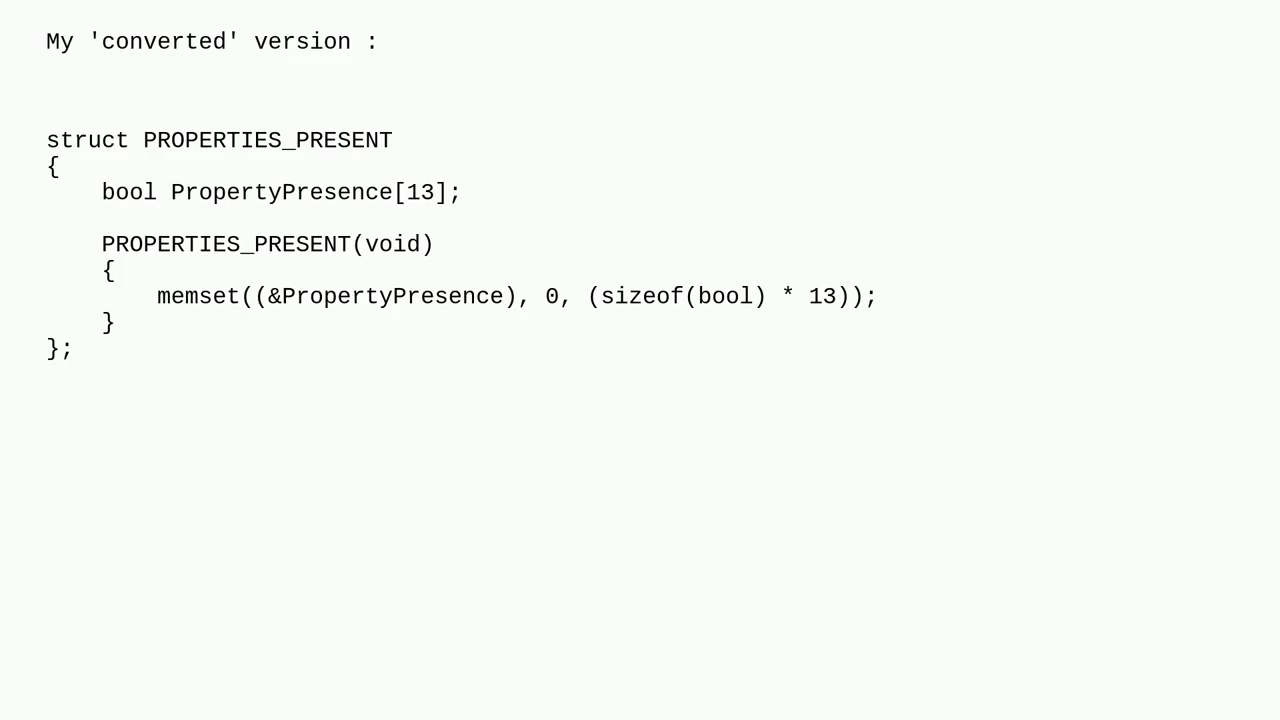 My 'converted' version :
struct PROPERTIES_PRESENT
{
    bool PropertyPresence[13];
    PROPERTIES_PRESENT(void)
    {
        memset((&PropertyPresence), 0, (sizeof(bool) * 13));
    }
};